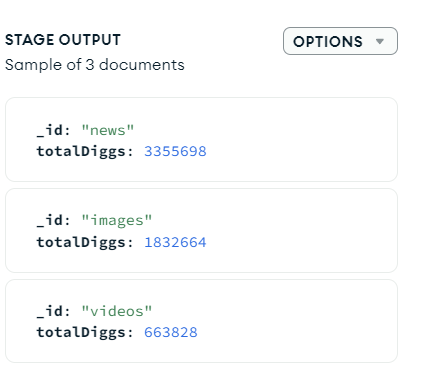 STAGE OUTPUT
OPTIONS
Sample of 3 documents
_id: "news"
totalDiggs: 3355698
_id: "images"
totalDiggs: 1832664
_id: "videos"
totalDiggs: 663828